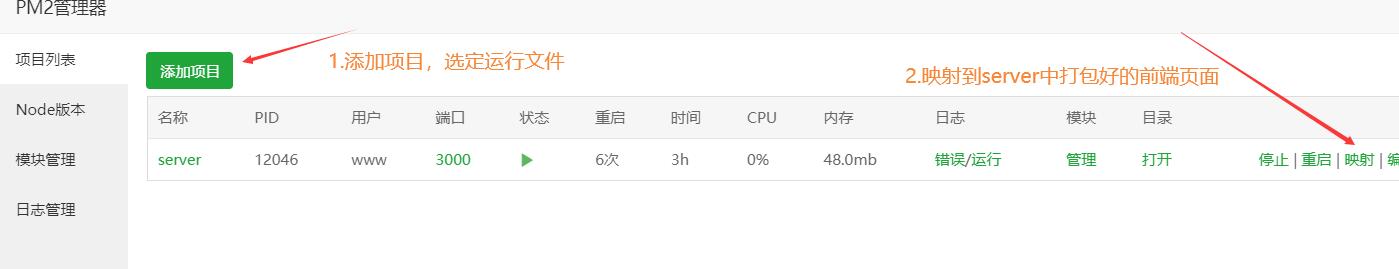 PM2管理器
项目列表
添加项目
1.添加项目，选定运行文件
2.映射到server中打包好的前端页面
Node版本
名称 PID 用户 端口 状态 重启 时间 CPU 内存 日志 模块 目录
模块管理
server 12046 www 3000 6次 3h 0% 48.0mb 错误/运行 管理 打开 停止 | 重启 | 映射 |
日志管理